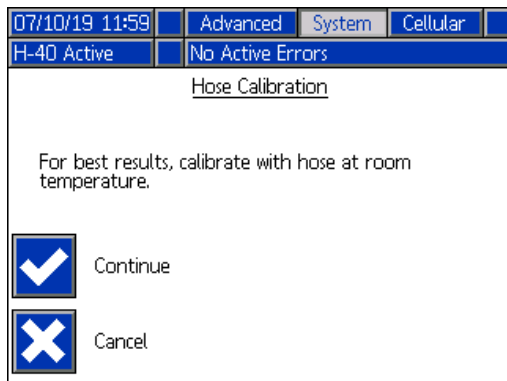 07/10/19 11:59 Advanced System Cellular
H-40 Active No Active Errors
Hose Calibration
For best results, calibrate with hose at room
temperature.
Continue
Cancel